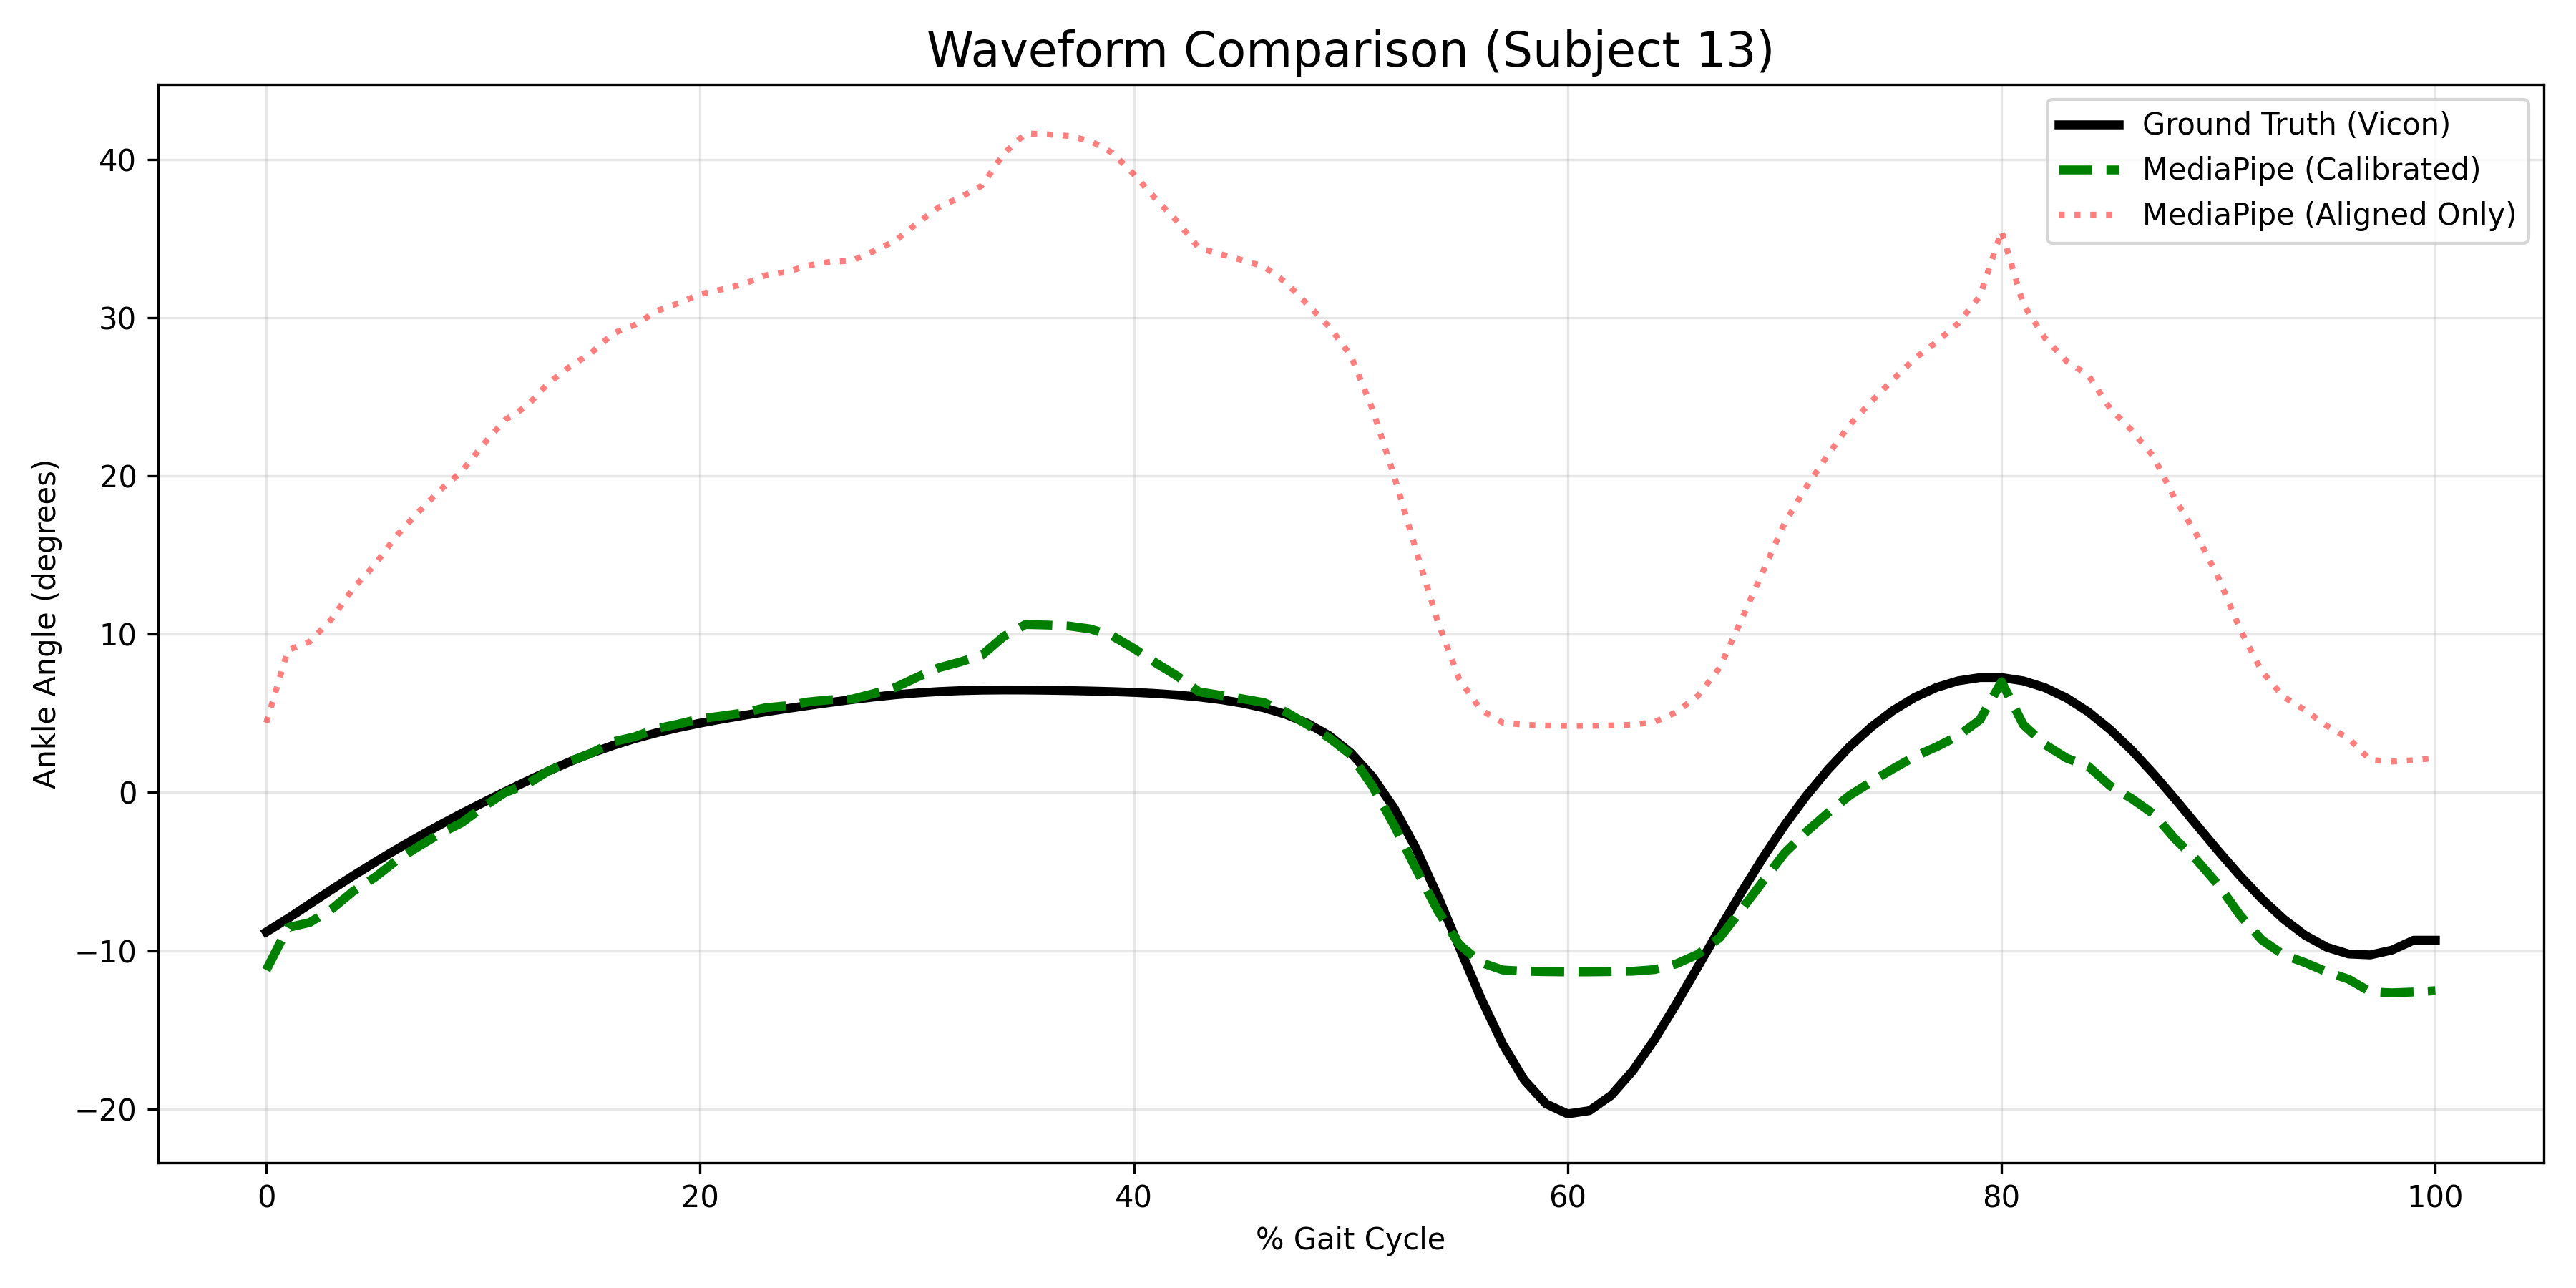 Waveform Comparison (Subject 13)
Ground Truth (Vicon)
MediaPipe (Calibrated)
MediaPipe (Aligned Only)
Ankle Angle (degrees)
40
30
20
10
0
−10
−20
0 20 40 60 80 100
% Gait Cycle